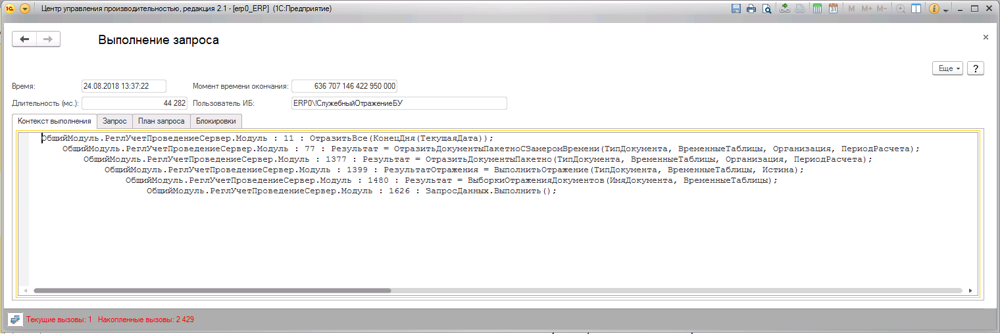 1С Центр управления производительностью, редакция 2.1 - [erp0_ERP] (1С:Предприятие) 31 M M+ M-
Выполнение запроса
Еще ?
Время: 24.08.2018 13:37:22 Момент времени окончания: 636 707 146 422 950 000
Длительность (мс.): 44 282 Пользователь ИБ: ERP0\!СлужебныйОтражениеБУ
Контекст выполнения Запрос План запроса Блокировки
ОбщийМодуль.РеглУчетПроведениеСервер.Модуль : 11 : ОтразитьВсе(КонецДня(ТекущаяДата));
ОбщийМодуль.РеглУчетПроведениеСервер.Модуль : 77 : Результат = ОтразитьДокументыПакетноСЗамеромВремени(ТипДокумента, ВременныеТаблицы, Организация, ПериодРасчета);
ОбщийМодуль.РеглУчетПроведениеСервер.Модуль : 1377 : Результат = ОтразитьДокументыПакетно(ТипДокумента, ВременныеТаблицы, Организация, ПериодРасчета);
ОбщийМодуль.РеглУчетПроведениеСервер.Модуль : 1399 : РезультатОтражения = ВыполнитьОтражение(ТипДокумента, ВременныеТаблицы, Истина);
ОбщийМодуль.РеглУчетПроведениеСервер.Модуль : 1480 : Результат = ВыборкиОтраженияДокументов(ИмяДокумента, ВременныеТаблицы);
ОбщийМодуль.РеглУчетПроведениеСервер.Модуль : 1626 : ЗапросДанных.Выполнить();
Текущие вызовы: 1 Накопленные вызовы: 2 429